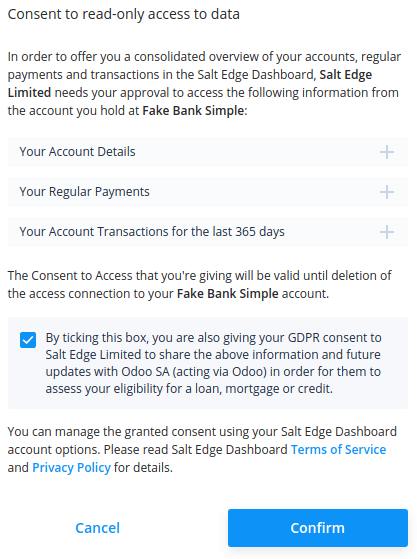 Consent to read-only access to data
In order to offer you a consolidated overview of your accounts, regular
payments and transactions in the Salt Edge Dashboard, Salt Edge
Limited needs your approval to access the following information from
the account you hold at Fake Bank Simple:
Your Account Details
Your Regular Payments
Your Account Transactions for the last 365 days
The Consent to Access that you're giving will be valid until deletion of
the access connection to your Fake Bank Simple account.
By ticking this box, you are also giving your GDPR consent to
Salt Edge Limited to share the above information and future
updates with Odoo SA (acting via Odoo) in order for them to
assess your eligibility for a loan, mortgage or credit.
You can manage the granted consent using your Salt Edge Dashboard
account options. Please read Salt Edge Dashboard Terms of Service
and Privacy Policy for details.
Cancel
Confirm